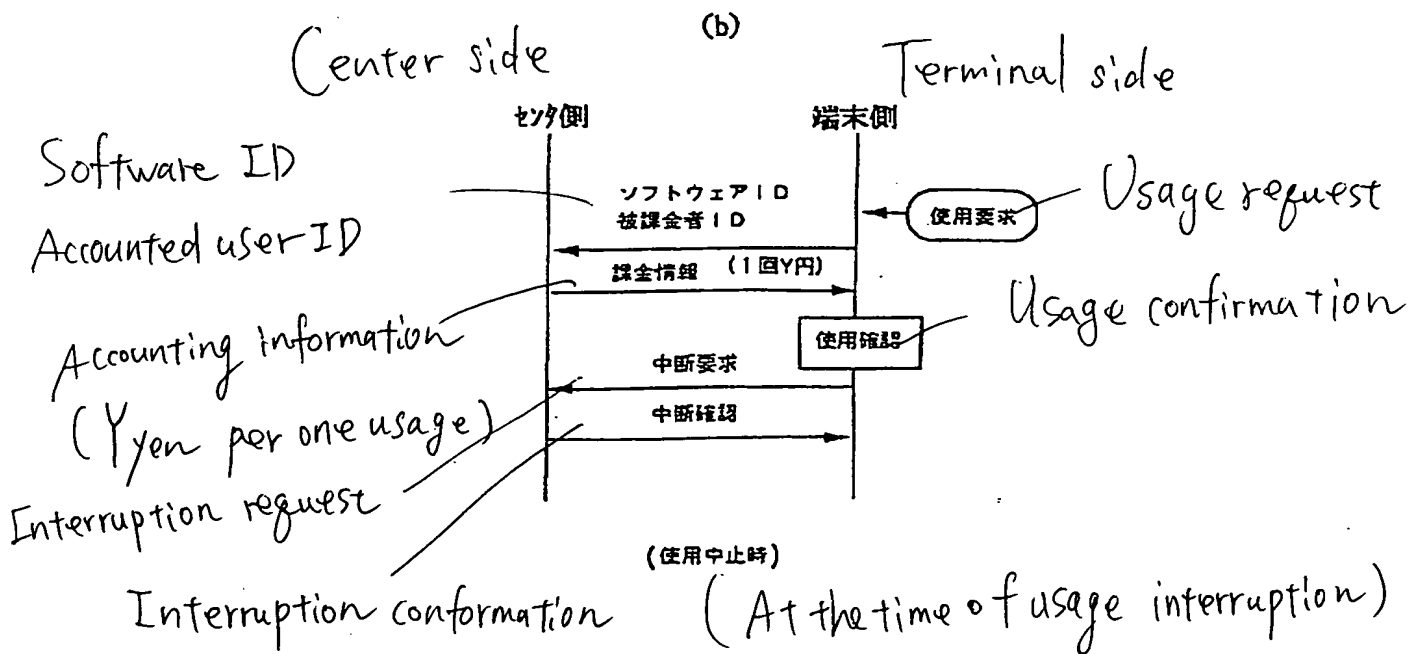 (b)
Center side
Terminal side
センタ側
端末側
Software ID
Accounted user ID
ソフトウェアID
被課金者ID
使用要求
Usage request
課金情報 (1回Y円)
Accounting information
(Y yen per one usage)
使用確認
Usage confirmation
中断要求
中断確認
Interruption request
Interruption conformation
(使用中止時)
(At the time of usage interruption)